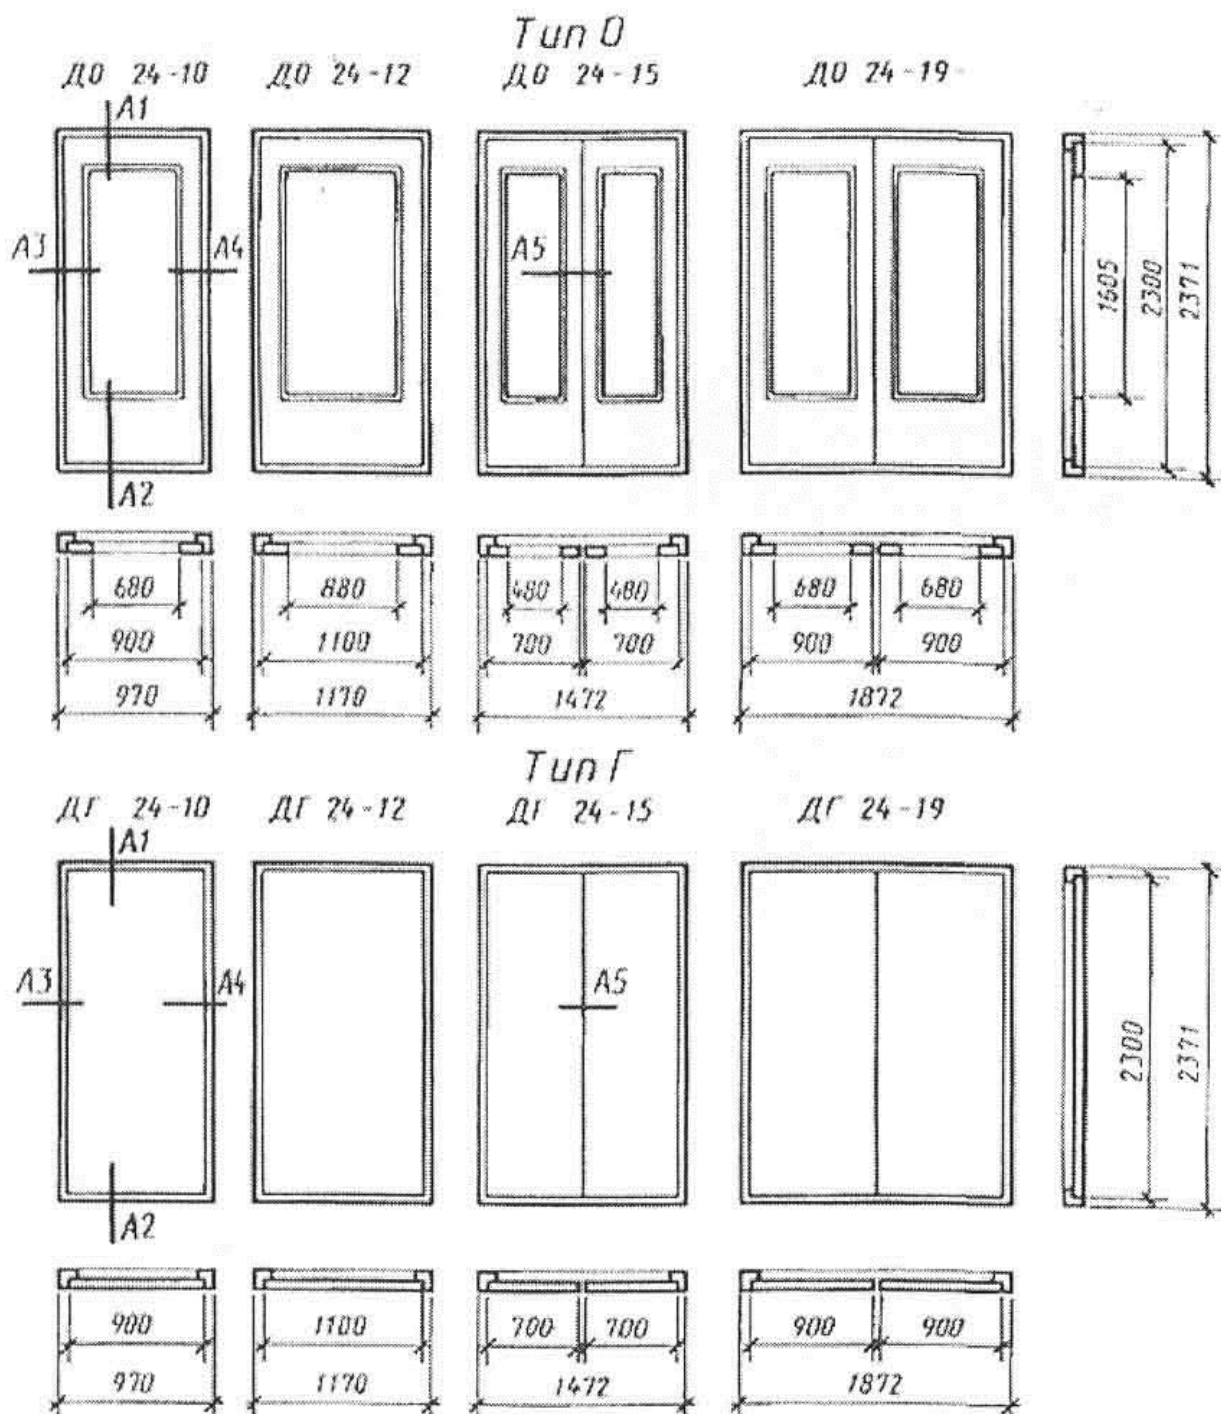 Тип О
ДО 24-10 ДО 24-12 ДО 24-15 ДО 24-19
А1
А3 А4 А5
А2
1605 2300 2371
680 880 480 480 680 680
900 1100 700 700 900 900
970 1170 1472 1872
Тип Г
ДГ 24-10 ДГ 24-12 ДГ 24-15 ДГ 24-19
А1
А3 А4 А5
А2
2300 2371
900 1100 700 700 900 900
970 1170 1472 1872